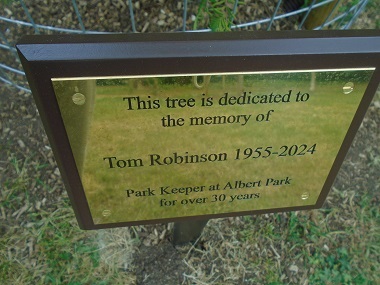 This tree is dedicated to
the memory of
Tom Robinson 1955-2024
Park Keeper at Albert Park
for over 30 years